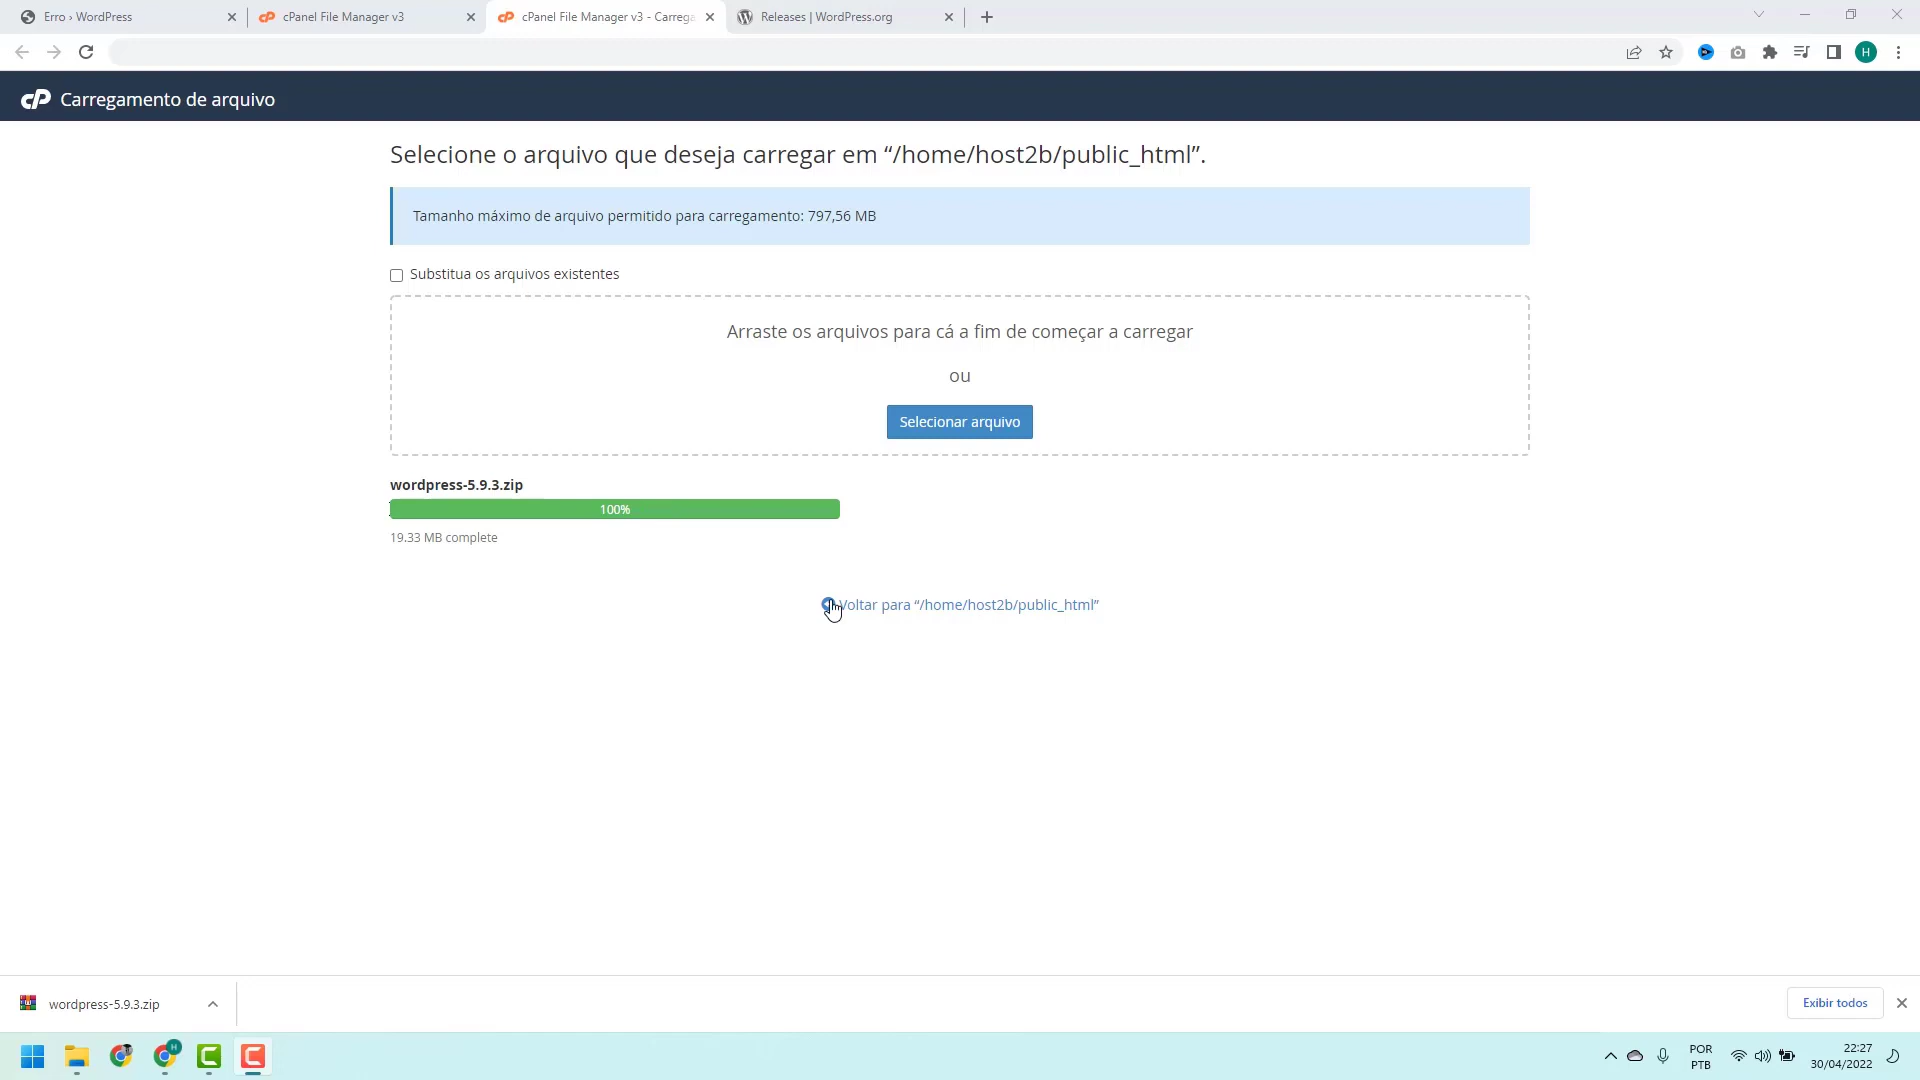 Erro › WordPress
cPanel File Manager v3
cPanel File Manager v3 - Carrega
Releases | WordPress.org
H
cP Carregamento de arquivo
Selecione o arquivo que deseja carregar em “/home/host2b/public_html”.
Tamanho máximo de arquivo permitido para carregamento: 797,56 MB
Substitua os arquivos existentes
Arraste os arquivos para cá a fim de começar a carregar
ou
Selecionar arquivo
wordpress-5.9.3.zip
100%
19.33 MB complete
Voltar para “/home/host2b/public_html”
wordpress-5.9.3.zip
Exibir todos
H
POR
PTB
22:27
30/04/2022